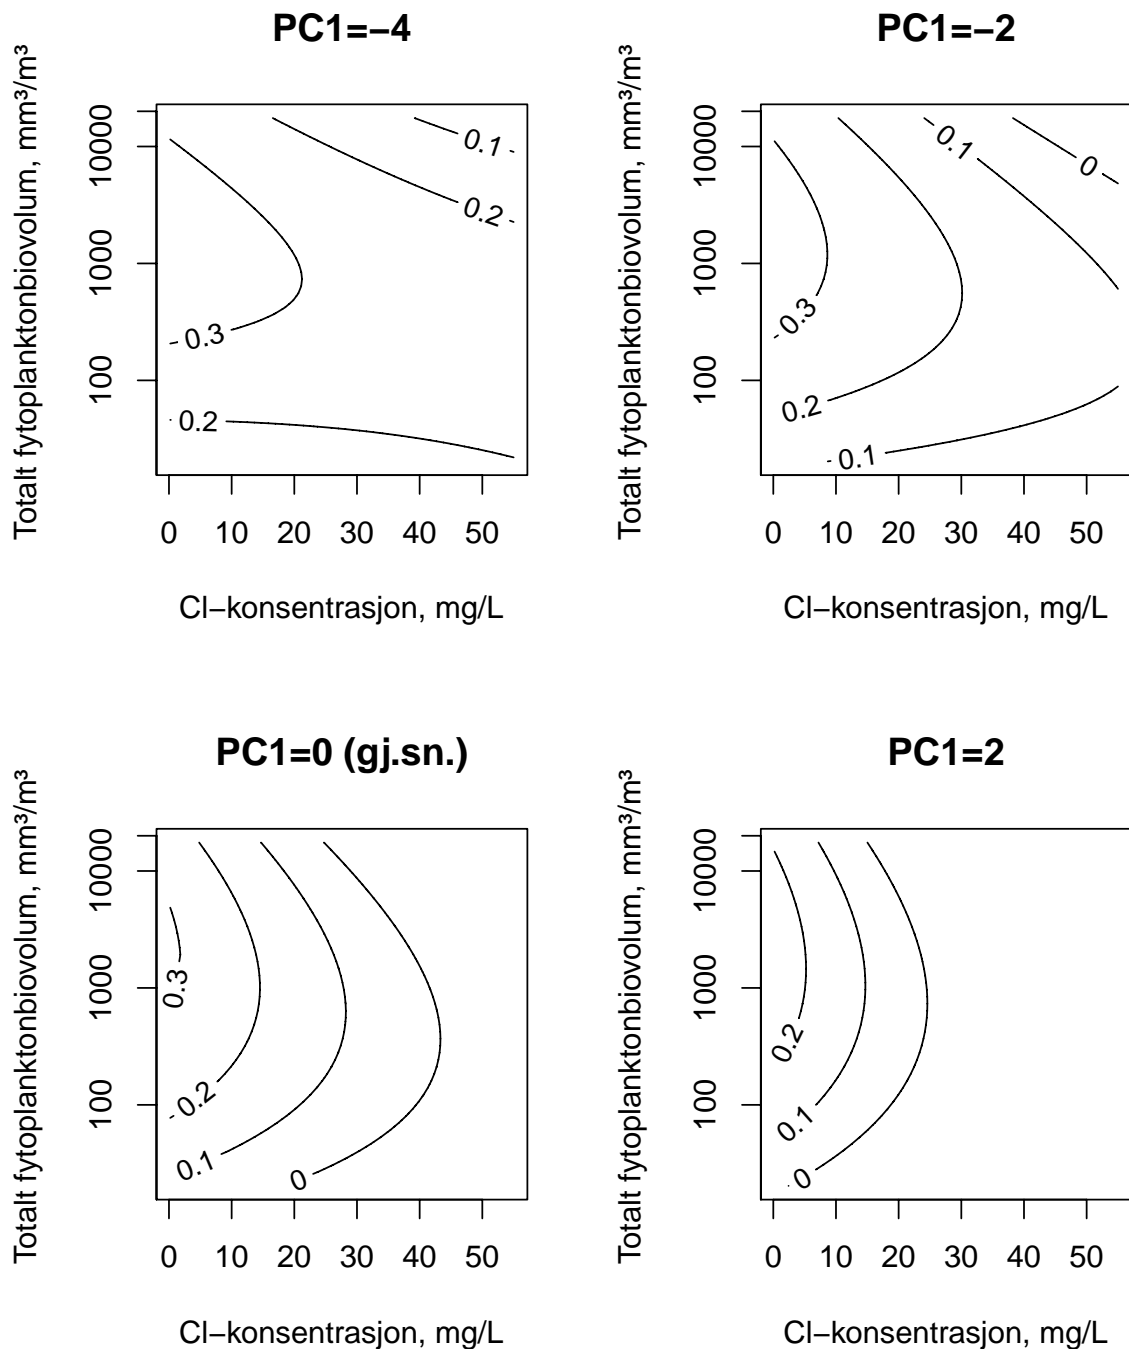 PC1=−4
Totalt fytoplanktonbiovolum, mm³/m³
10000
1000
100
0.1
0.2
0.3
0.2
0 10 20 30 40 50
Cl−konsentrasjon, mg/L
PC1=−2
Totalt fytoplanktonbiovolum, mm³/m³
10000
1000
100
0.1
0
0.3
0.2
0.1
0 10 20 30 40 50
Cl−konsentrasjon, mg/L
PC1=0 (gj.sn.)
Totalt fytoplanktonbiovolum, mm³/m³
10000
1000
100
0.3
0.2
0.1
0
0 10 20 30 40 50
Cl−konsentrasjon, mg/L
PC1=2
Totalt fytoplanktonbiovolum, mm³/m³
10000
1000
100
0.2
0.1
0
0 10 20 30 40 50
Cl−konsentrasjon, mg/L